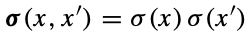 𝝈(x, x′) = σ(x) σ(x′)